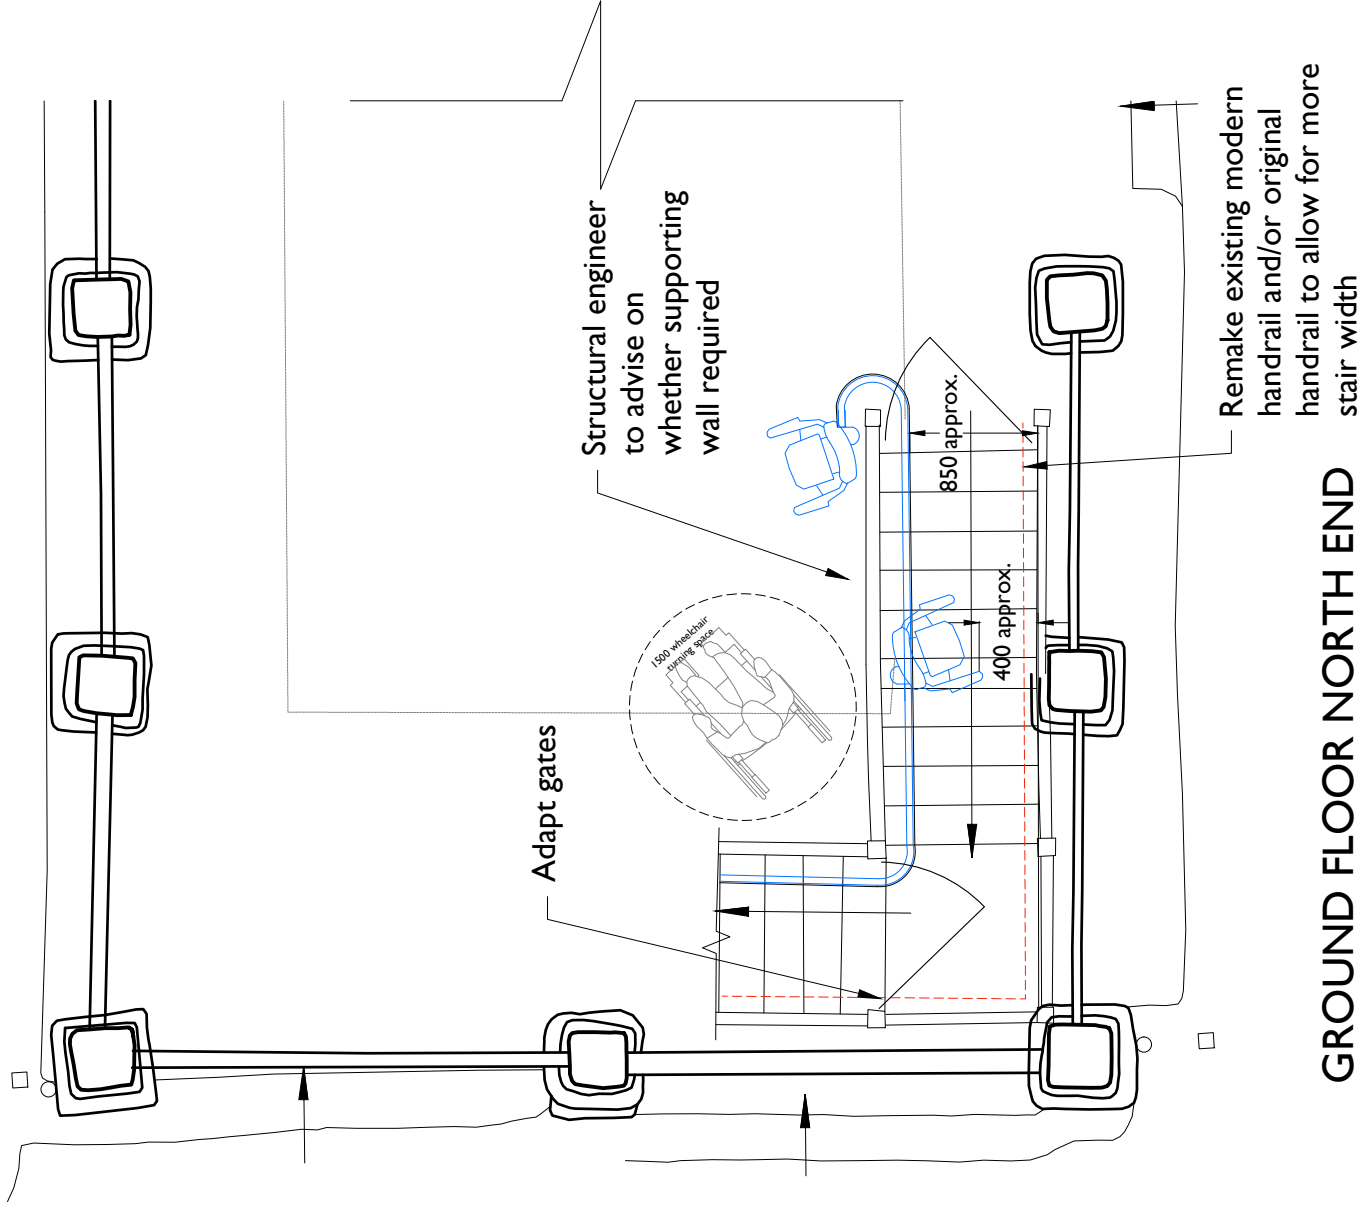 Structural engineer
to advise on
whether supporting
wall required
Adapt gates
1500 wheelchair
turning space
850 approx.
400 approx.
Remake existing modern
handrail and/or original
handrail to allow for more
stair width
GROUND FLOOR NORTH END